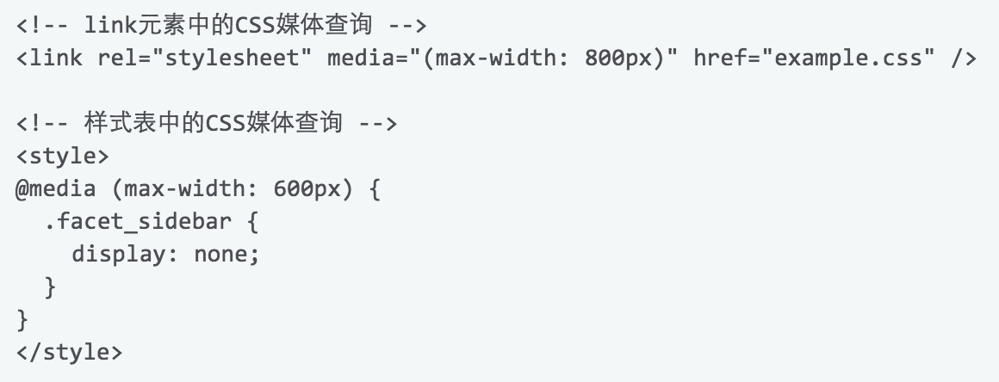 <!-- link元素中的CSS媒体查询 -->
<link rel="stylesheet" media="(max-width: 800px)" href="example.css" />

<!-- 样式表中的CSS媒体查询 -->
<style>
@media (max-width: 600px) {
  .facet_sidebar {
    display: none;
  }
}
</style>